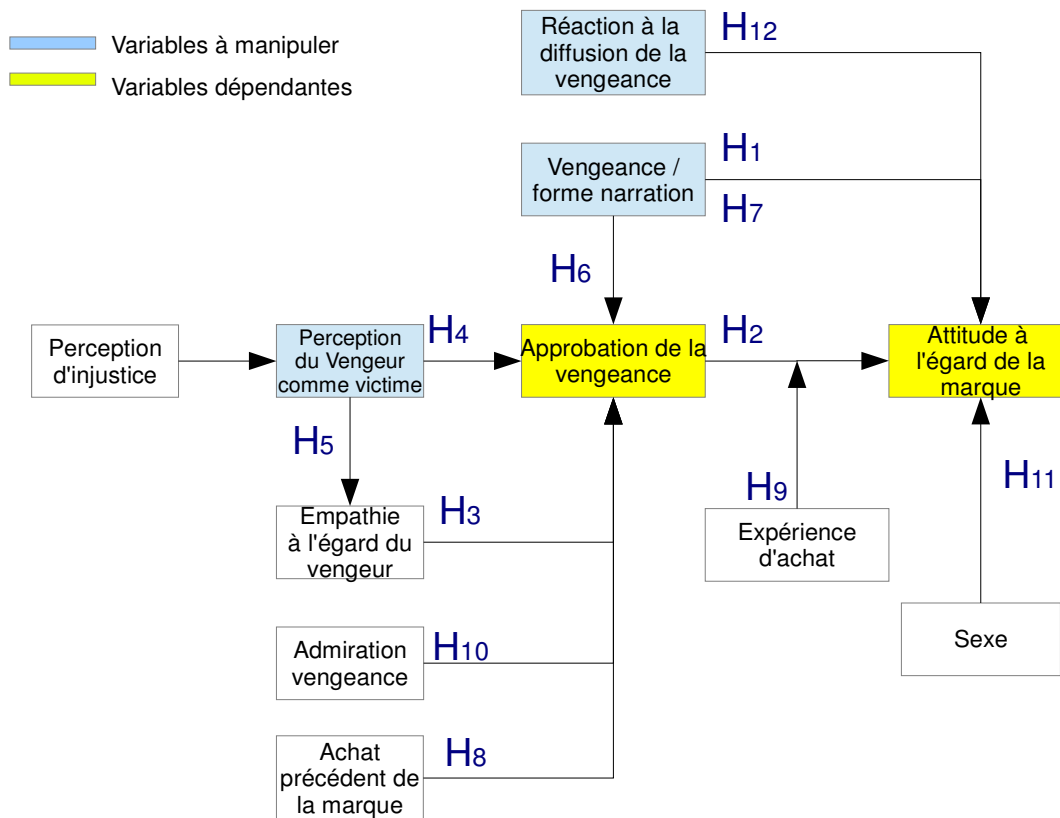 Variables à manipuler
Variables dépendantes
Réaction à la
diffusion de la
vengeance
H12
Vengeance /
forme narration
H1
H7
H6
Perception
d'injustice
Perception
du Vengeur
comme victime
H4
Approbation de la
vengeance
H2
Attitude à
l'égard de la
marque
H5
Empathie
à l'égard du
vengeur
H3
H9
Expérience
d'achat
H11
Admiration
vengeance
H10
Sexe
Achat
précédent de
la marque
H8